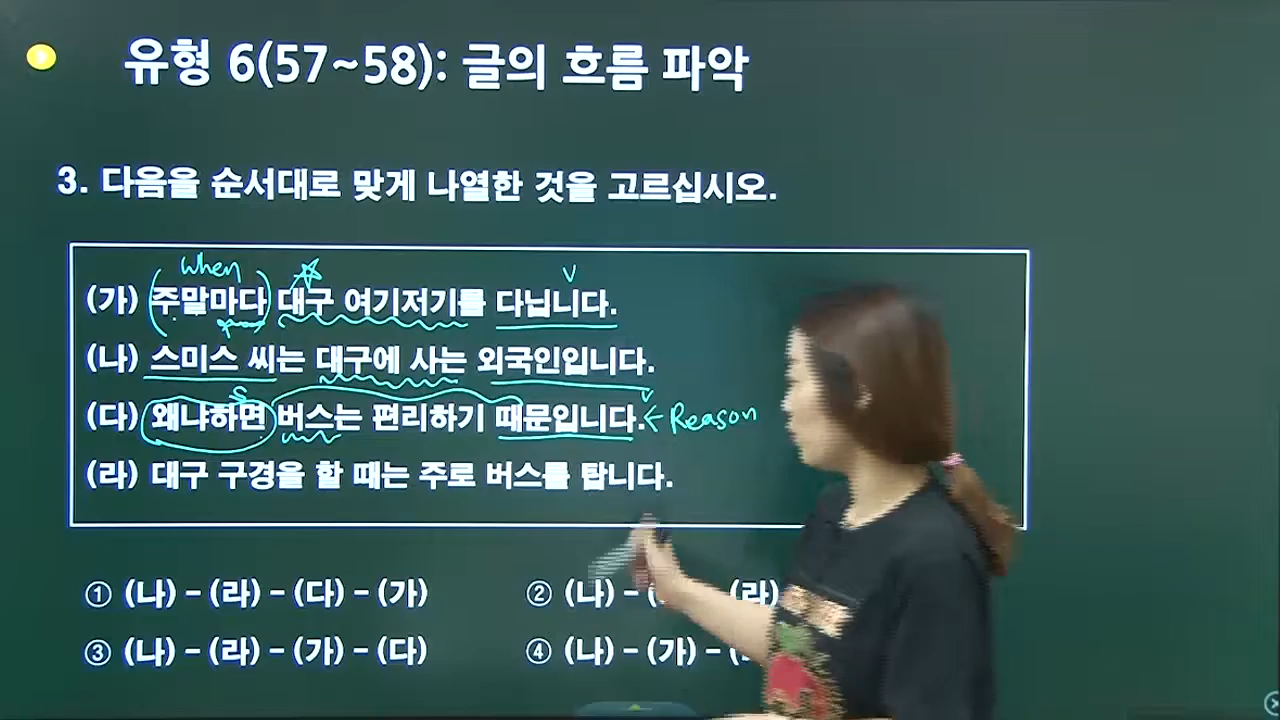 유형 6(57~58): 글의 흐름 파악
3. 다음을 순서대로 맞게 나열한 것을 고르십시오.
when
(가) 주말마다 대구 여기저기를 다닙니다.
(나) 스미스 씨는 대구에 사는 외국인입니다.
(다) 왜냐하면 버스는 편리하기 때문입니다. Reason
(라) 대구 구경을 할 때는 주로 버스를 탑니다.
① (나) - (라) - (다) - (가) ② (나) - (라)
③ (나) - (라) - (가) - (다) ④ (나) - (가) -